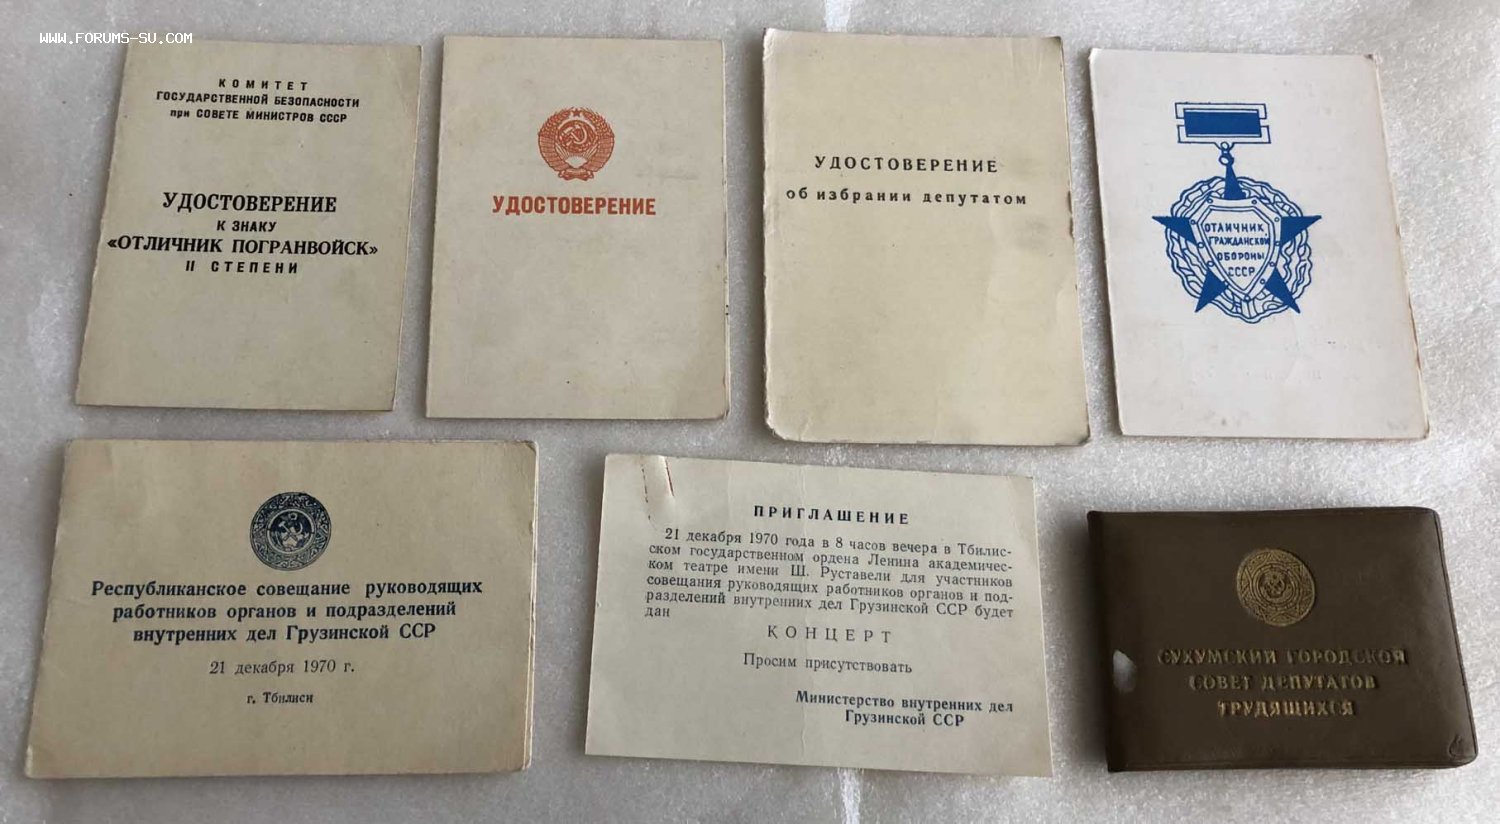 WWW.FORUMS-SU.COM
КОМИТЕТ
ГОСУДАРСТВЕННОЙ БЕЗОПАСНОСТИ
при СОВЕТЕ МИНИСТРОВ СССР
УДОСТОВЕРЕНИЕ
К ЗНАКУ
«ОТЛИЧНИК ПОГРАНВОЙСК»
II СТЕПЕНИ
УДОСТОВЕРЕНИЕ
УДОСТОВЕРЕНИЕ
об избрании депутатом
ОТЛИЧНИК
ГРАЖДАНСКОЙ
ОБОРОНЫ
СССР
Республиканское совещание руководящих
работников органов и подразделений
внутренних дел Грузинской ССР
21 декабря 1970 г.
г. Тбилиси
ПРИГЛАШЕНИЕ
21 декабря 1970 года в 8 часов вечера в Тбилис-
ском государственном ордена Ленина академичес-
ком театре имени Ш. Руставели для участников
совещания руководящих работников органов и под-
разделений внутренних дел Грузинской ССР будет
дан
КОНЦЕРТ
Просим присутствовать
Министерство внутренних дел
Грузинской ССР
СУХУМСКИЙ ГОРОДСКОЙ
СОВЕТ ДЕПУТАТОВ
ТРУДЯЩИХСЯ